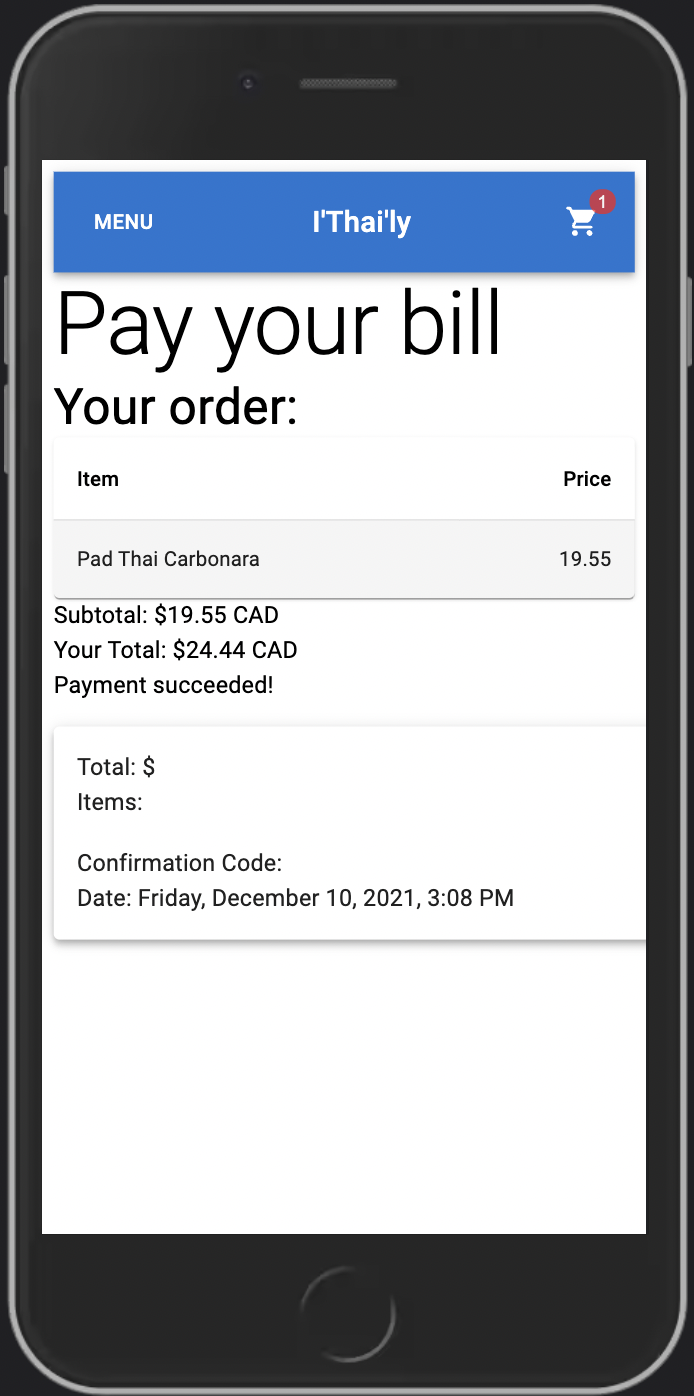 MENU I'Thai'ly 1
Pay your bill
Your order:
Item Price
Pad Thai Carbonara 19.55
Subtotal: $19.55 CAD
Your Total: $24.44 CAD
Payment succeeded!
Total: $
Items:
Confirmation Code:
Date: Friday, December 10, 2021, 3:08 PM